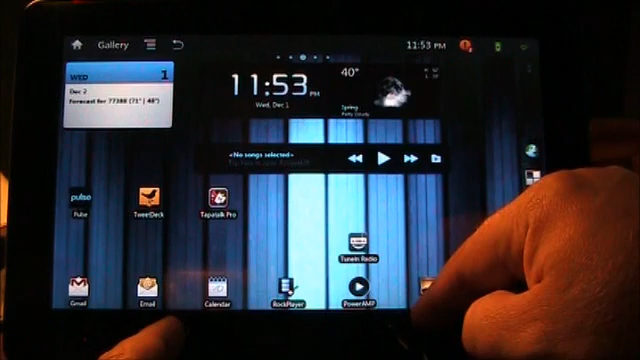 Gallery
11:53 PM
WED 1
Dec 2
Forecast for 77388 (71° | 48°)
11:53 PM
Wed, Dec 1
40°
Spring
<No songs selected>
pulse
Pulse
TweetDeck
Tapatalk Pro
TuneIn Radio
Gmail
Email
Calendar
RockPlayer
PowerAMP